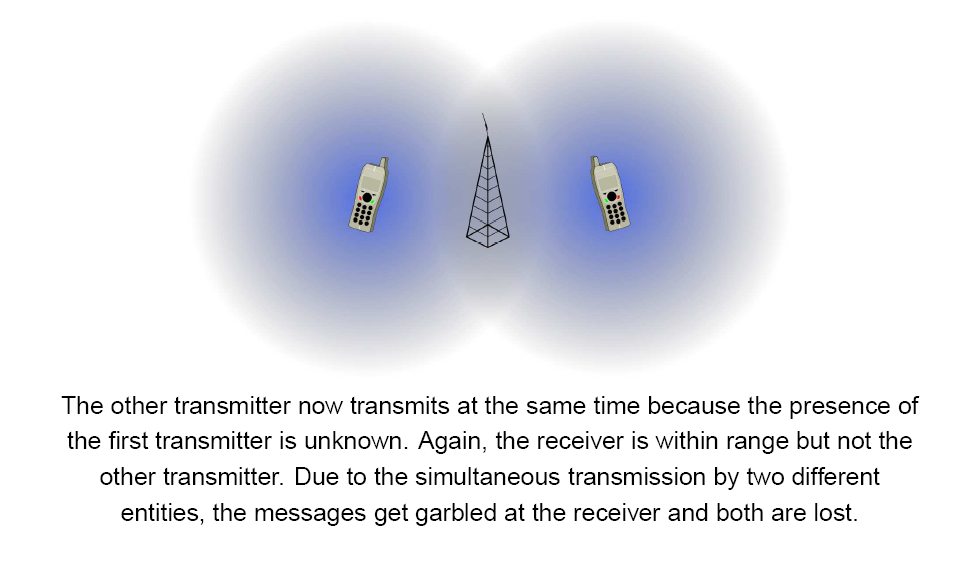 The other transmitter now transmits at the same time because the presence of
the first transmitter is unknown. Again, the receiver is within range but not the
other transmitter. Due to the simultaneous transmission by two different
entities, the messages get garbled at the receiver and both are lost.